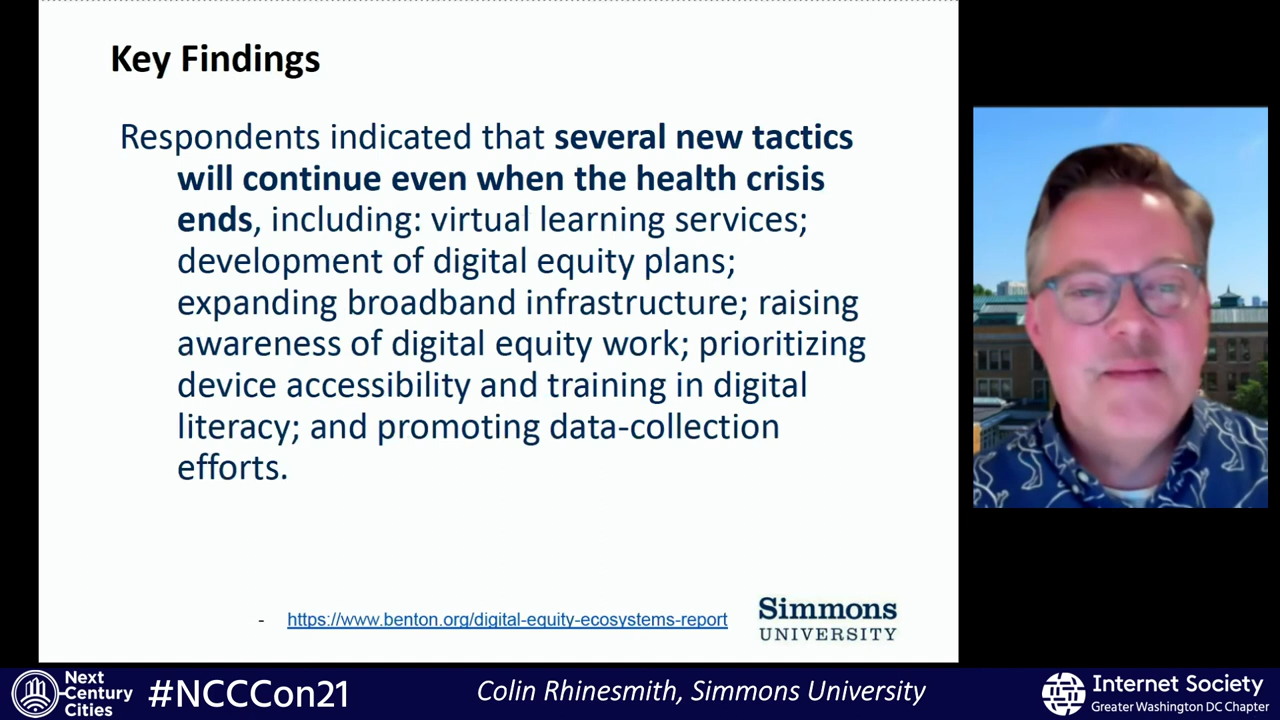 Key Findings
Respondents indicated that several new tactics
will continue even when the health crisis
ends, including: virtual learning services;
development of digital equity plans;
expanding broadband infrastructure; raising
awareness of digital equity work; prioritizing
device accessibility and training in digital
literacy; and promoting data-collection
efforts.
- https://www.benton.org/digital-equity-ecosystems-report
Simmons
UNIVERSITY
Next
Century
Cities
#NCCCon21
Colin Rhinesmith, Simmons University
Internet Society
Greater Washington DC Chapter